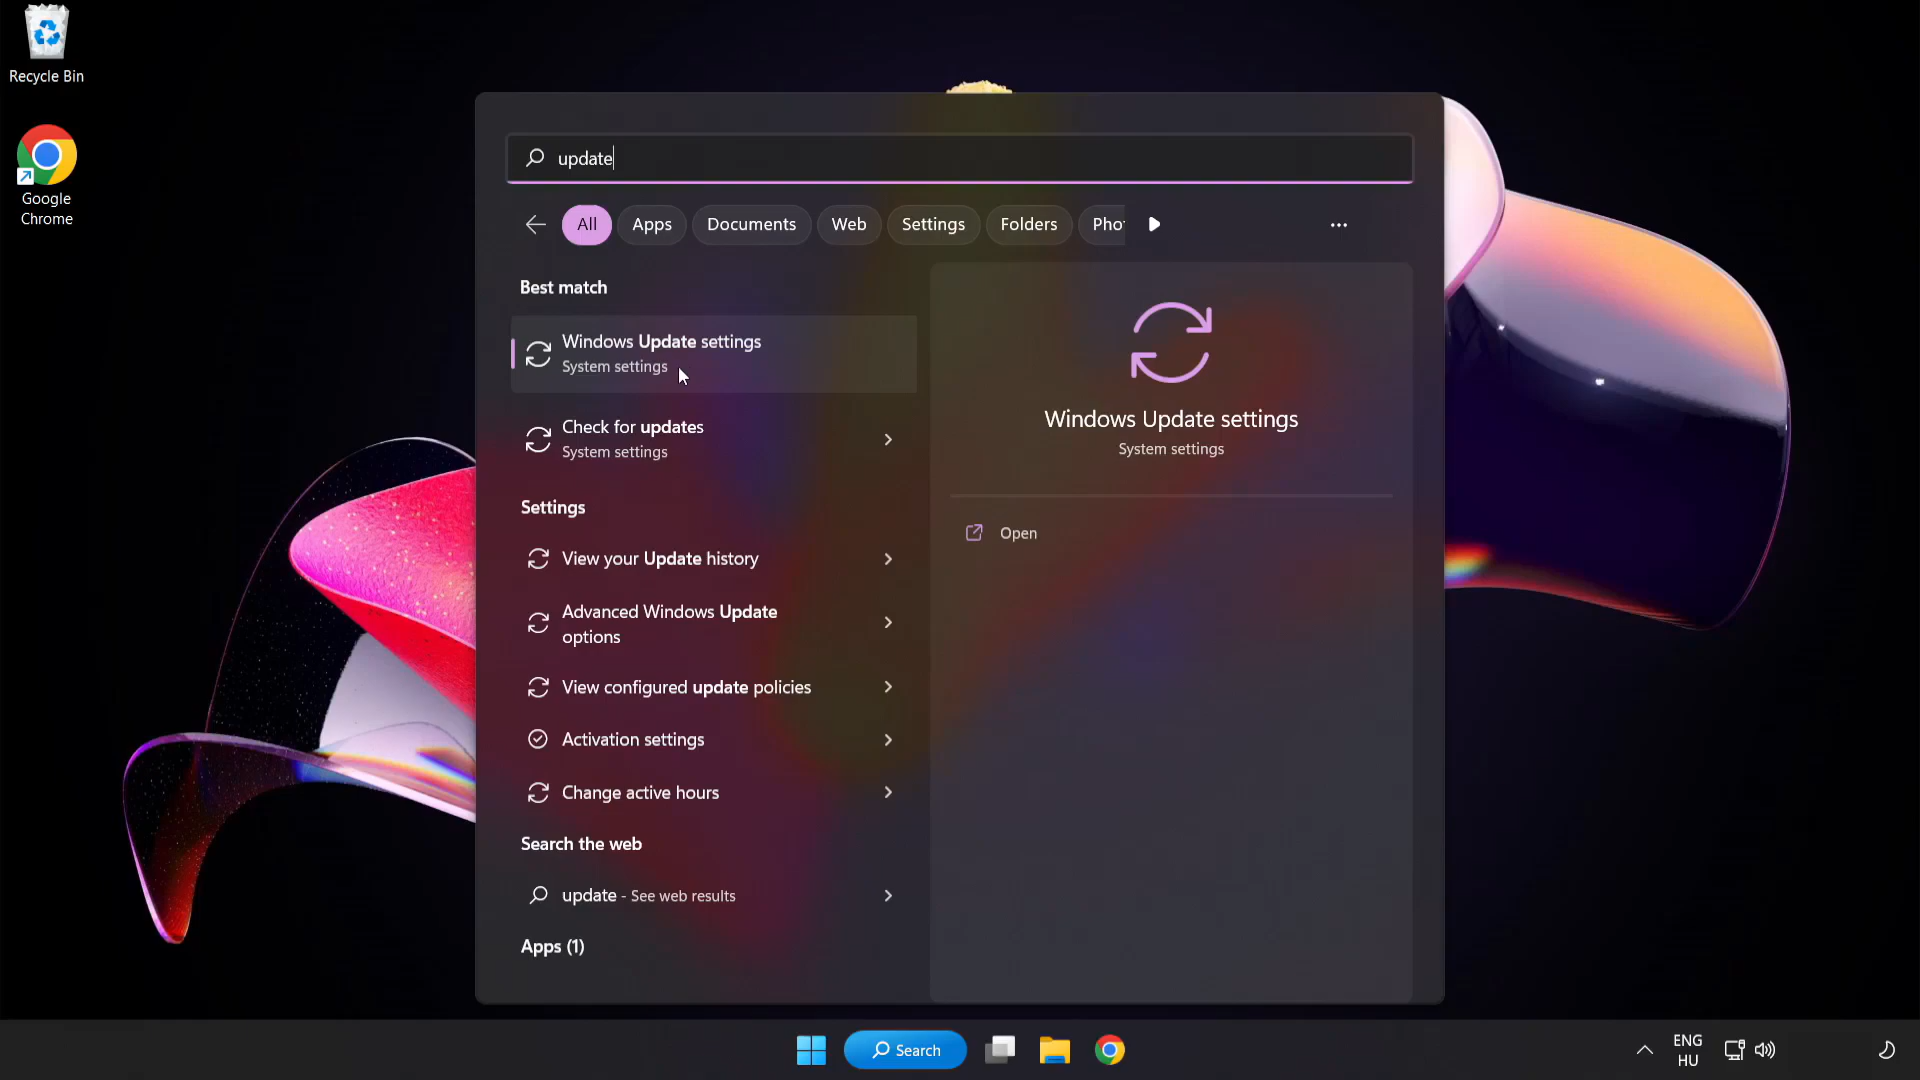 Recycle Bin
Google
Chrome
update
All
Apps
Documents
Web
Settings
Folders
Pho
Best match
Windows Update settings
System settings
Check for updates
System settings
Settings
View your Update history
Advanced Windows Update
options
View configured update policies
Activation settings
Change active hours
Search the web
update - See web results
Apps (1)
Windows Update settings
System settings
Open
Search
ENG
HU